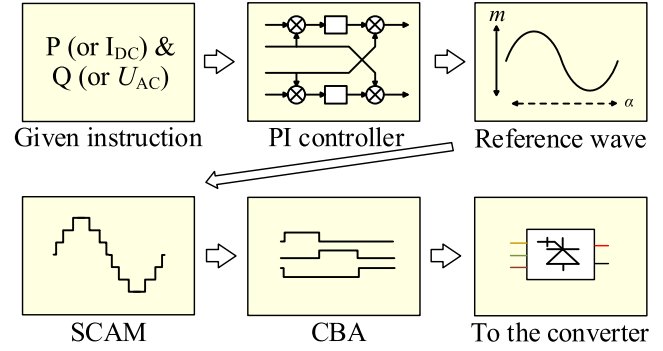 P (or I_DC) &
Q (or U_AC)
Given instruction
PI controller
m
α
Reference wave
SCAM
CBA
To the converter